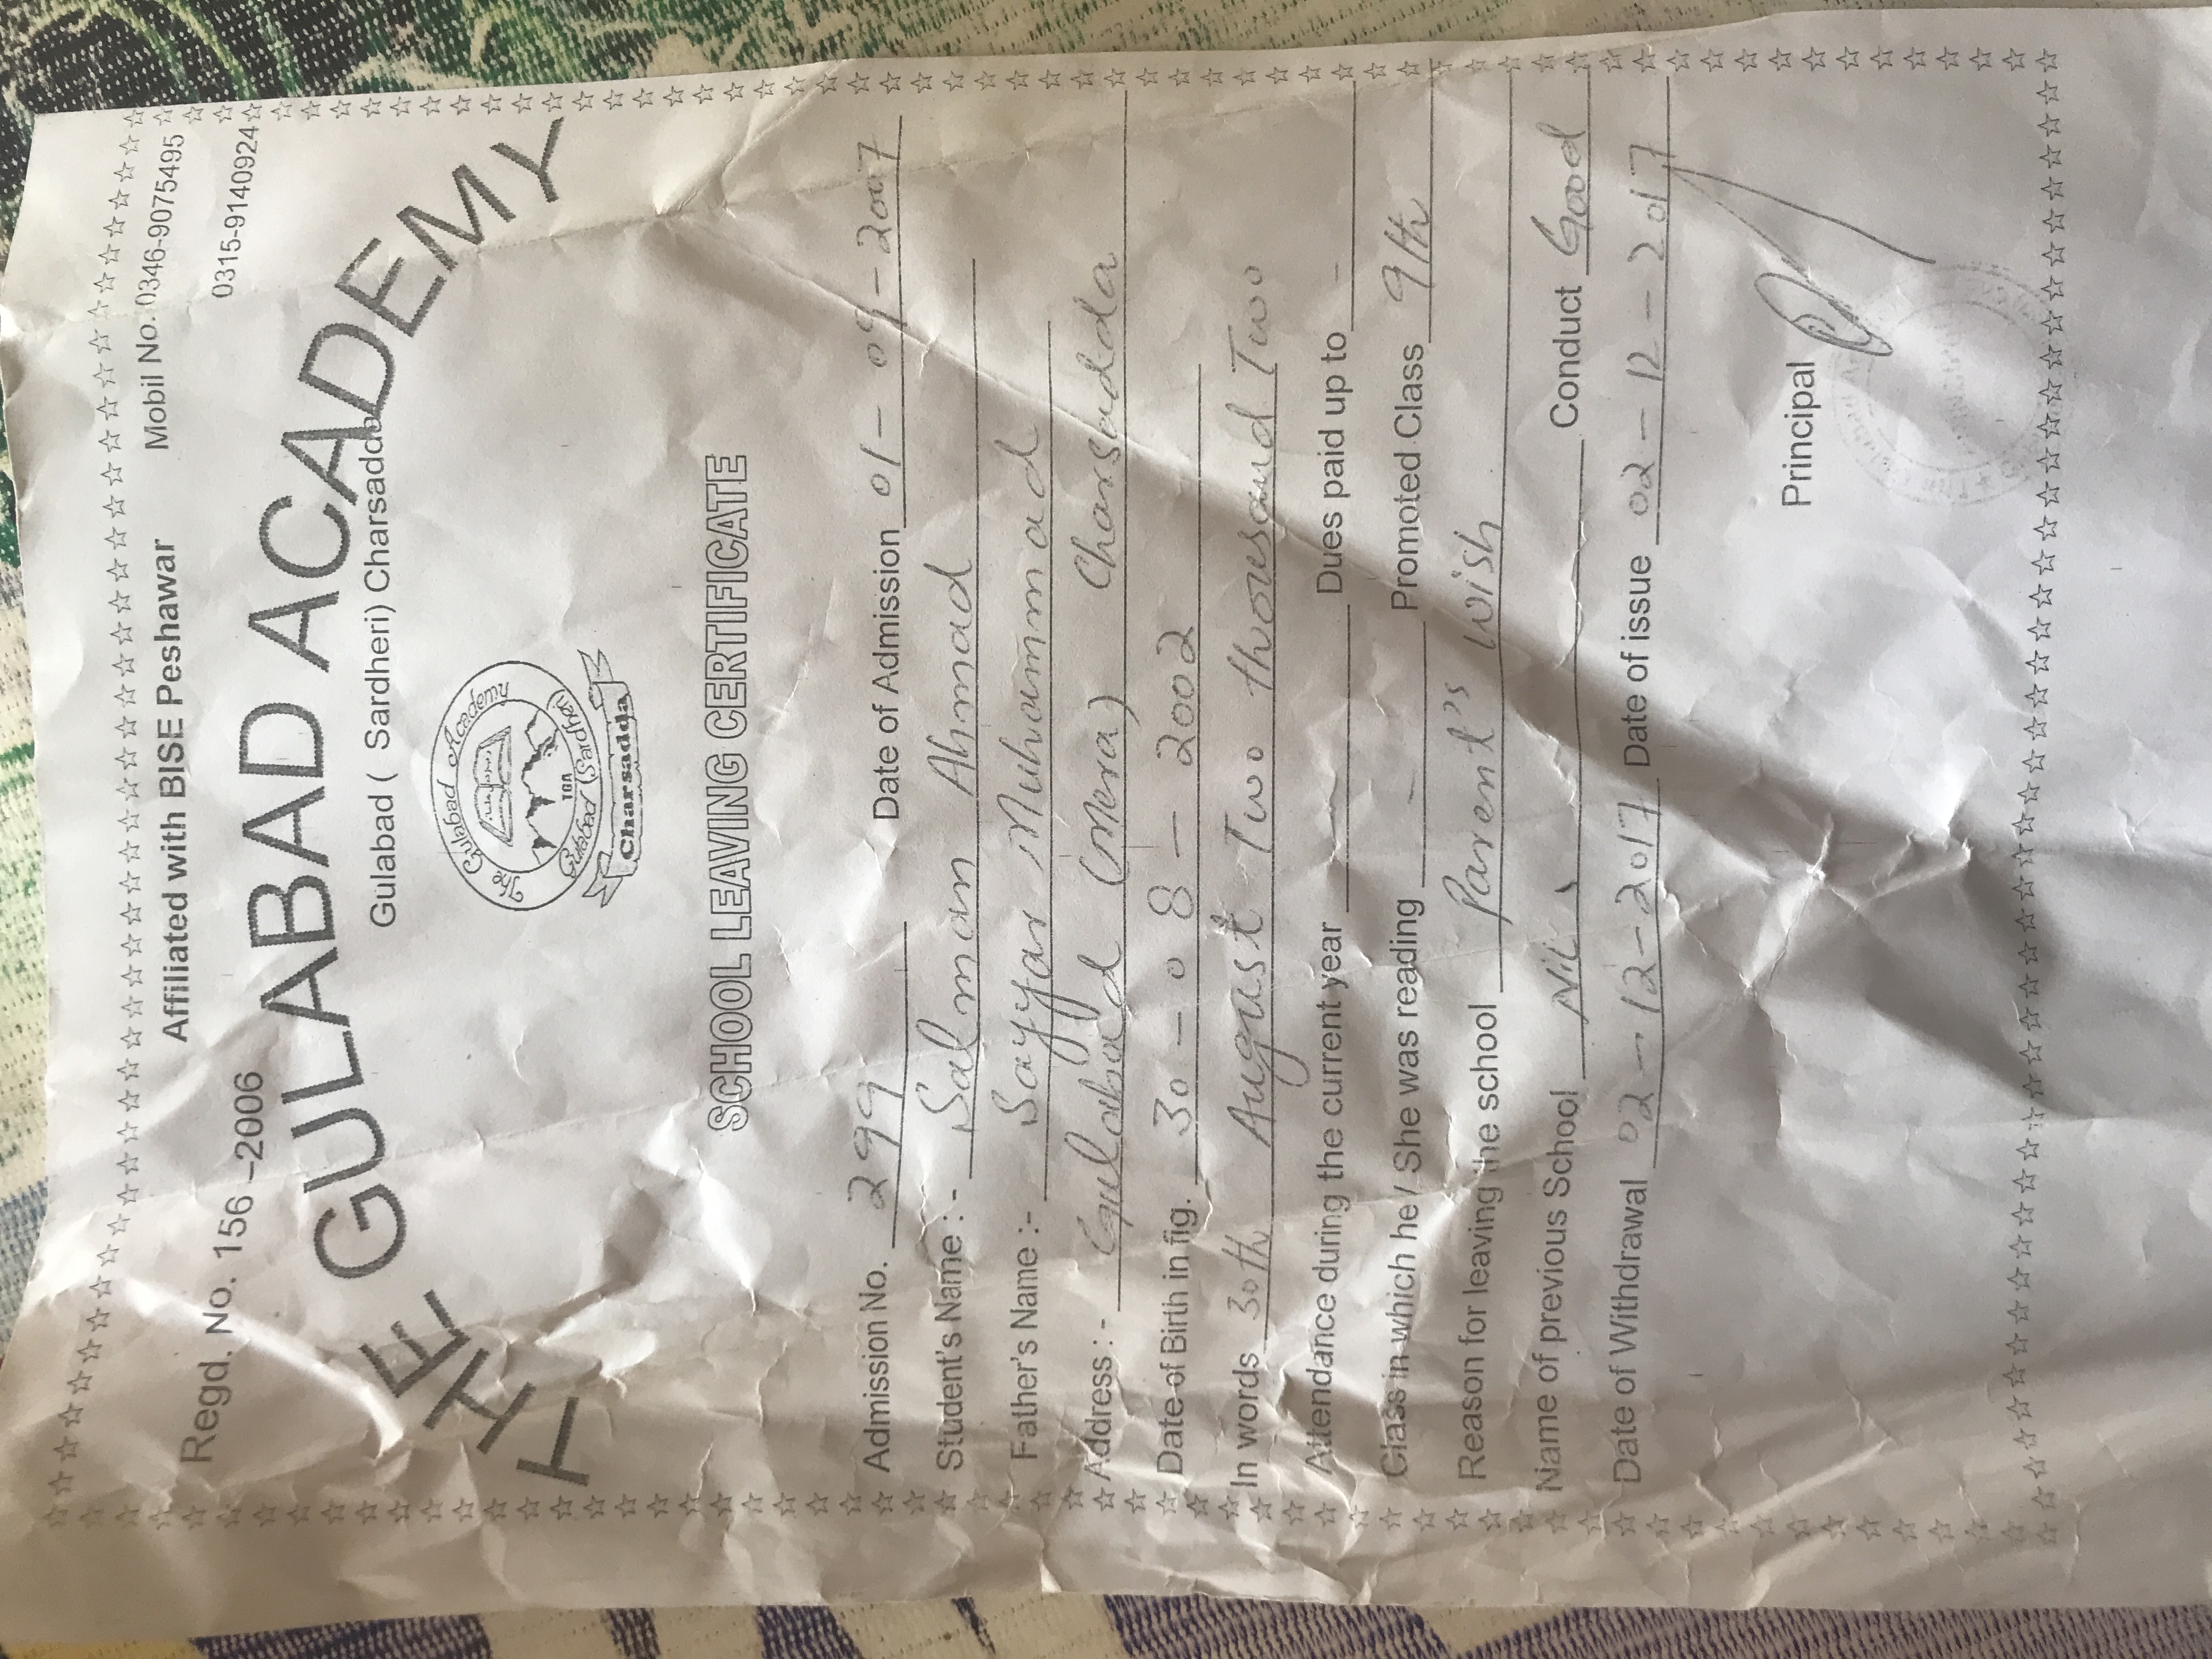 Regd. No. 156 –2006 Affiliated with BISE Peshawar Mobil No. 0346-9075495
0315-9140924
THE GULABAD ACADEMY
Gulabad ( Sardheri) Charsadda
The Gulabad Academy
TGA
Gulabad (Sardheri)
Charsadda
SCHOOL LEAVING CERTIFICATE
Admission No. 299 Date of Admission 01 – 09 – 2007
Student's Name :- Salman Ahmad
Father's Name :- Sayyar Muhammad
Address :- Gulabad (Mera) Charsadda
Date of Birth in fig. 30 – 08 – 2002
In words 30th August Two thousand Two
Attendance during the current year Dues paid up to –
Class in which he / She was reading – Promoted Class 9th
Reason for leaving the school Parent's wish
Name of previous School Nil Conduct Good
Date of Withdrawal 02 – 12 – 2017 Date of issue 02 – 12 – 2017
Principal